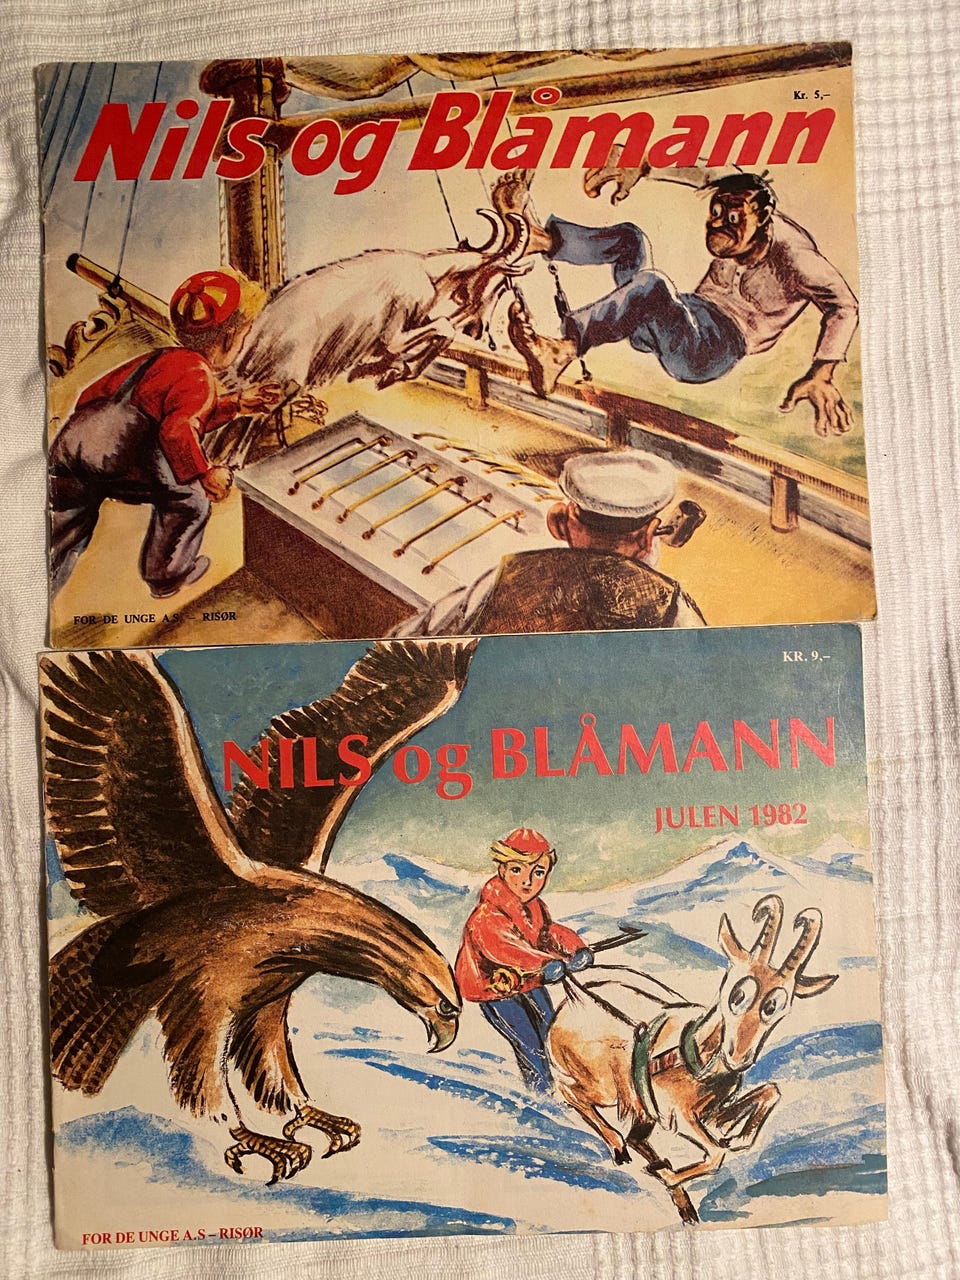 Nils og Blåmann
Kr. 5,–
FOR DE UNGE A.S. – RISØR
KR. 9,–
NILS og BLÅMANN
JULEN 1982
FOR DE UNGE A.S – RISØR